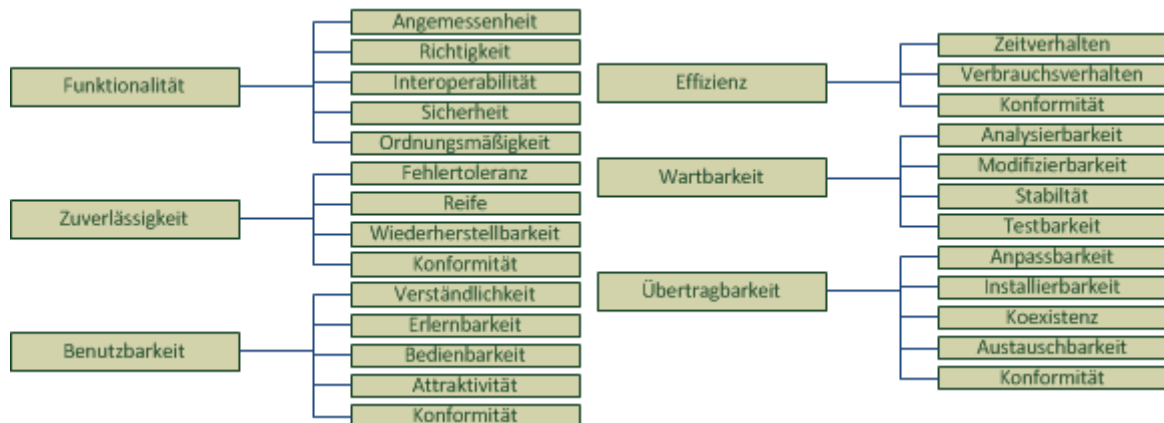 Funktionalität
Angemessenheit
Richtigkeit
Interoperabilität
Sicherheit
Ordnungsmäßigkeit
Zuverlässigkeit
Fehlertoleranz
Reife
Wiederherstellbarkeit
Konformität
Benutzbarkeit
Verständlichkeit
Erlernbarkeit
Bedienbarkeit
Attraktivität
Konformität
Effizienz
Zeitverhalten
Verbrauchsverhalten
Konformität
Wartbarkeit
Analysierbarkeit
Modifizierbarkeit
Stabiltät
Testbarkeit
Übertragbarkeit
Anpassbarkeit
Installierbarkeit
Koexistenz
Austauschbarkeit
Konformität